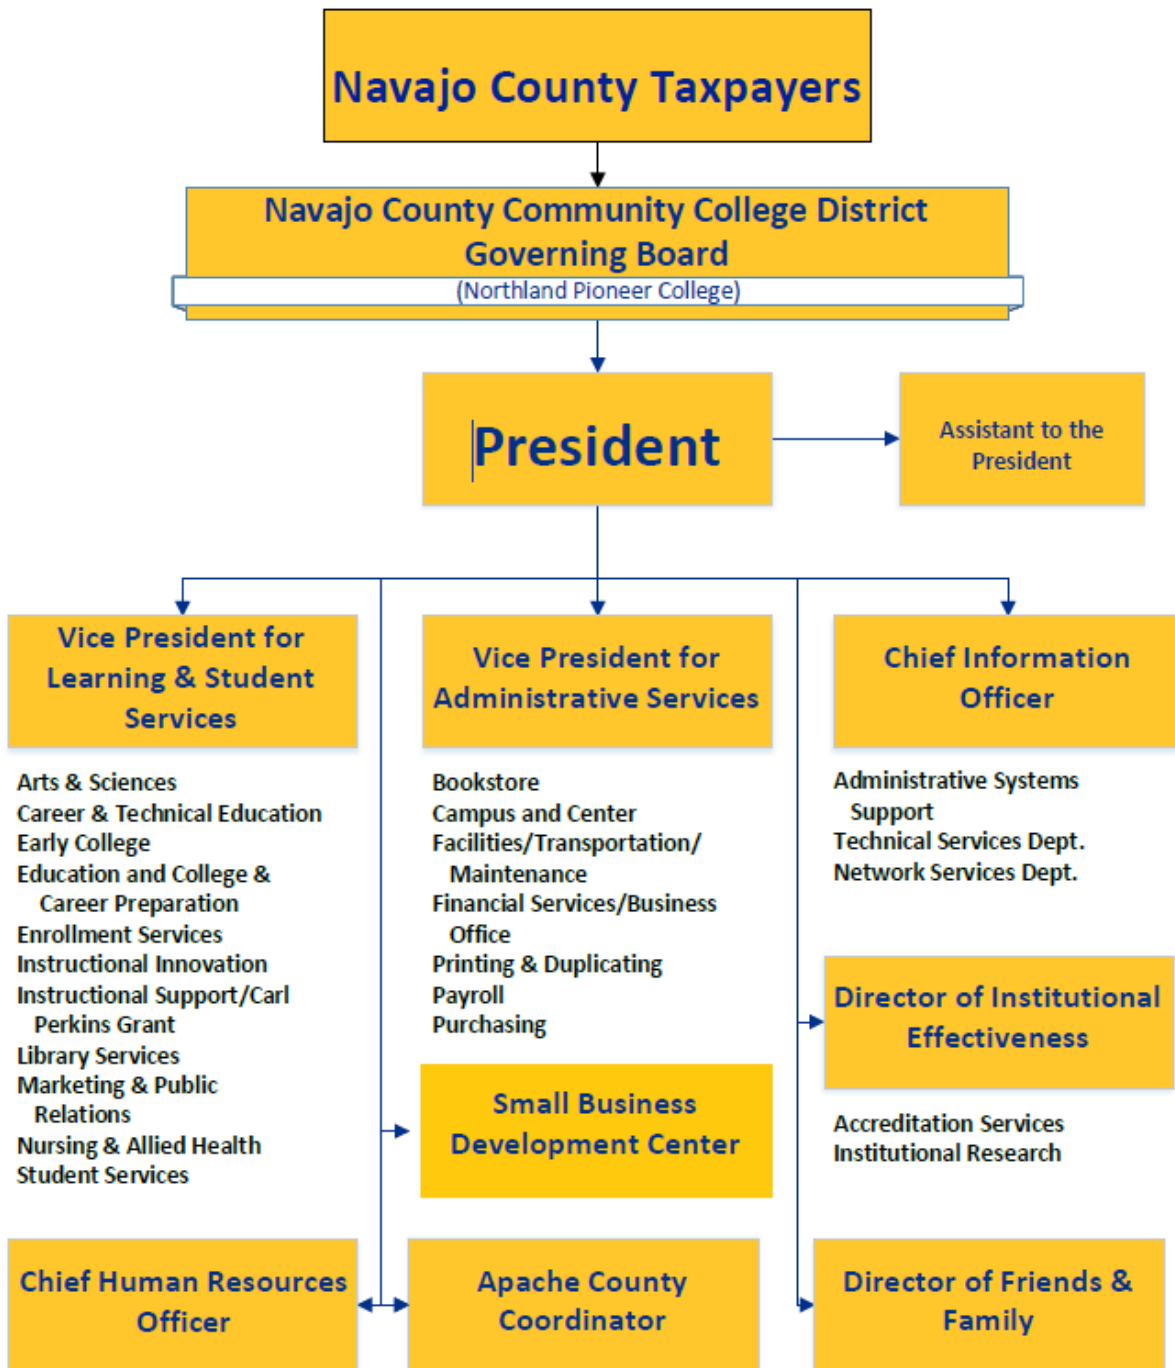 Navajo County Taxpayers
Navajo County Community College District
Governing Board
(Northland Pioneer College)
President
Assistant to the
President
Vice President for
Learning & Student
Services
Arts & Sciences
Career & Technical Education
Early College
Education and College &
Career Preparation
Enrollment Services
Instructional Innovation
Instructional Support/Carl
Perkins Grant
Library Services
Marketing & Public
Relations
Nursing & Allied Health
Student Services
Vice President for
Administrative Services
Bookstore
Campus and Center
Facilities/Transportation/
Maintenance
Financial Services/Business
Office
Printing & Duplicating
Payroll
Purchasing
Chief Information
Officer
Administrative Systems
Support
Technical Services Dept.
Network Services Dept.
Director of Institutional
Effectiveness
Accreditation Services
Institutional Research
Small Business
Development Center
Chief Human Resources
Officer
Apache County
Coordinator
Director of Friends &
Family